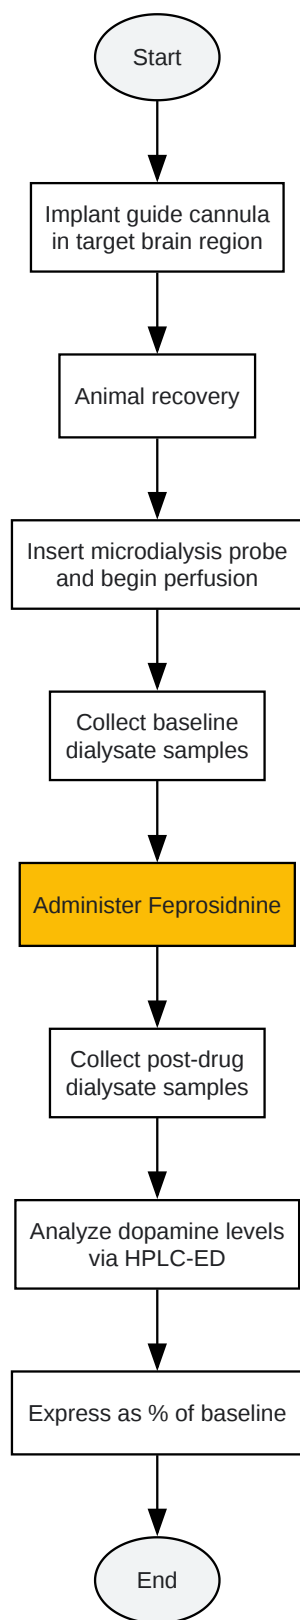 Start
Implant guide cannula
in target brain region
Animal recovery
Insert microdialysis probe
and begin perfusion
Collect baseline
dialysate samples
Administer Feprosidnine
Collect post-drug
dialysate samples
Analyze dopamine levels
via HPLC-ED
Express as % of baseline
End